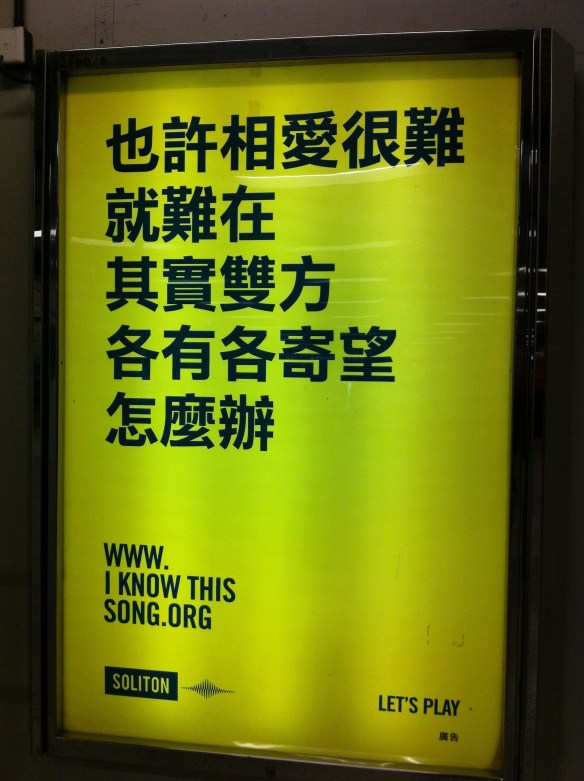 也許相愛很難
就難在
其實雙方
各有各寄望
怎麼辦
WWW.
I KNOW THIS
SONG.ORG
SOLITON
LET'S PLAY
廣告